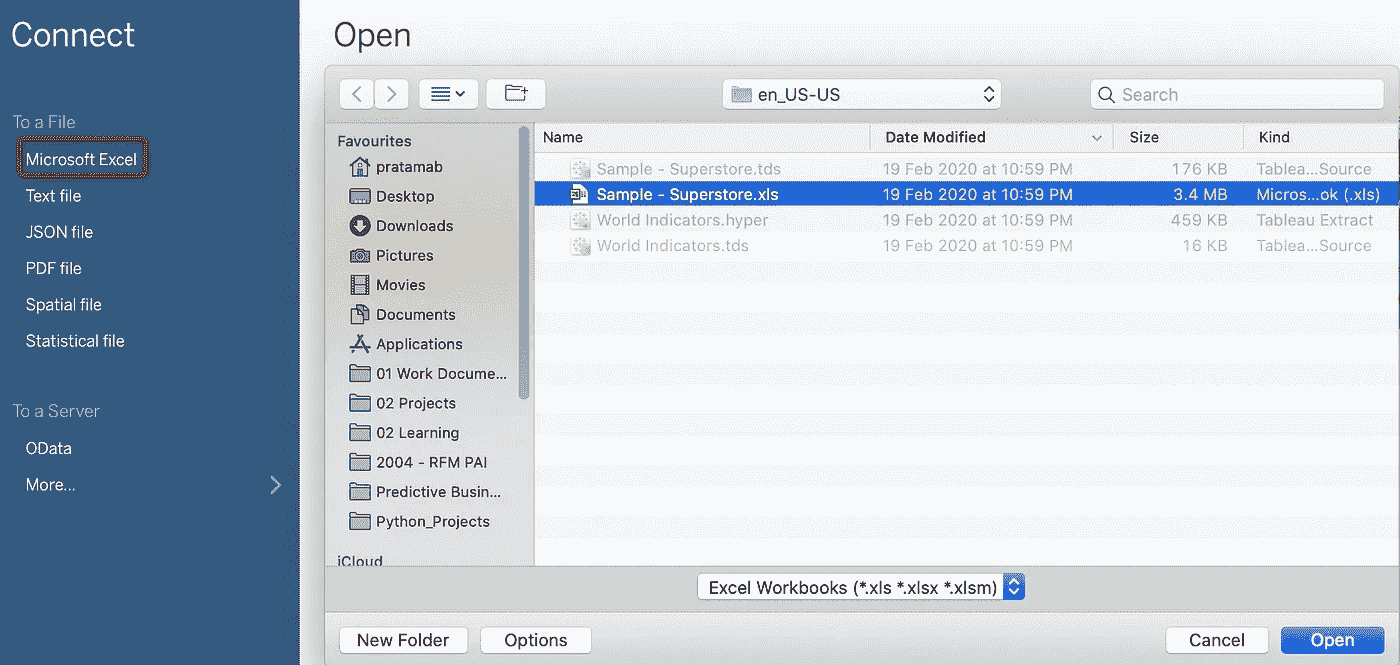 Connect
To a File
Microsoft Excel
Text file
JSON file
PDF file
Spatial file
Statistical file
To a Server
OData
More...
Open
en_US-US
Search
Favourites
pratamab
Desktop
Downloads
Pictures
Movies
Documents
Applications
01 Work Docume...
02 Projects
02 Learning
2004 - RFM PAI
Predictive Busin...
Python_Projects
iCloud
Name Date Modified Size Kind
Sample - Superstore.tds 19 Feb 2020 at 10:59 PM 176 KB Tablea...Source
Sample - Superstore.xls 19 Feb 2020 at 10:59 PM 3.4 MB Micros...ok (.xls)
World Indicators.hyper 19 Feb 2020 at 10:59 PM 459 KB Tableau Extract
World Indicators.tds 19 Feb 2020 at 10:59 PM 16 KB Tablea...Source
Excel Workbooks (*.xls *.xlsx *.xlsm)
New Folder Options Cancel Open